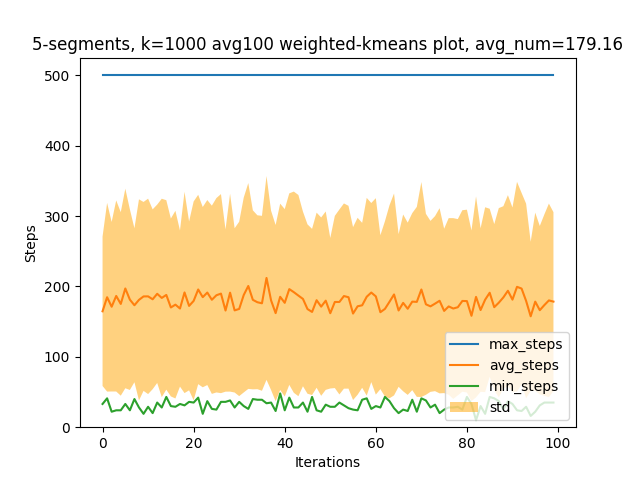 5-segments, k=1000 avg100 weighted-kmeans plot, avg_num=179.16
500
400
300
200
100
0
Steps
max_steps
avg_steps
min_steps
std
0
20
40
60
80
100
Iterations